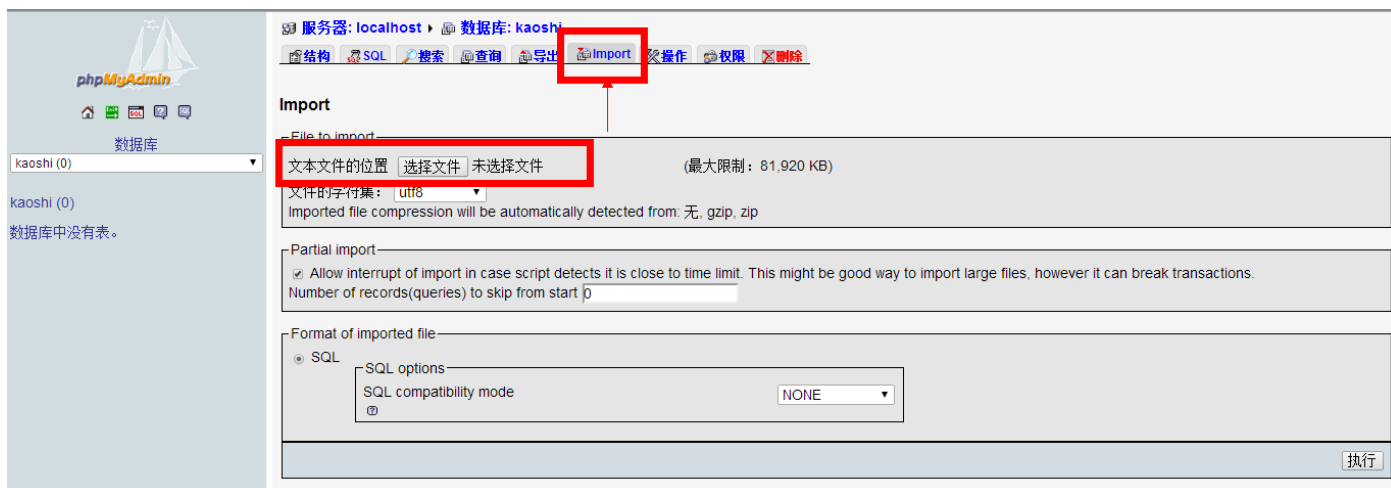 服务器: localhost ▸ 数据库: kaoshi
结构 SQL 搜索 查询 导出 Import 操作 权限 删除
phpMyAdmin
SQL
数据库
kaoshi (0)
kaoshi (0)
数据库中没有表。
Import
File to import
文本文件的位置 选择文件 未选择文件 (最大限制：81,920 KB)
文件的字符集： utf8
Imported file compression will be automatically detected from: 无, gzip, zip
Partial import
Allow interrupt of import in case script detects it is close to time limit. This might be good way to import large files, however it can break transactions.
Number of records(queries) to skip from start 0
Format of imported file
SQL
SQL options
SQL compatibility mode NONE
执行